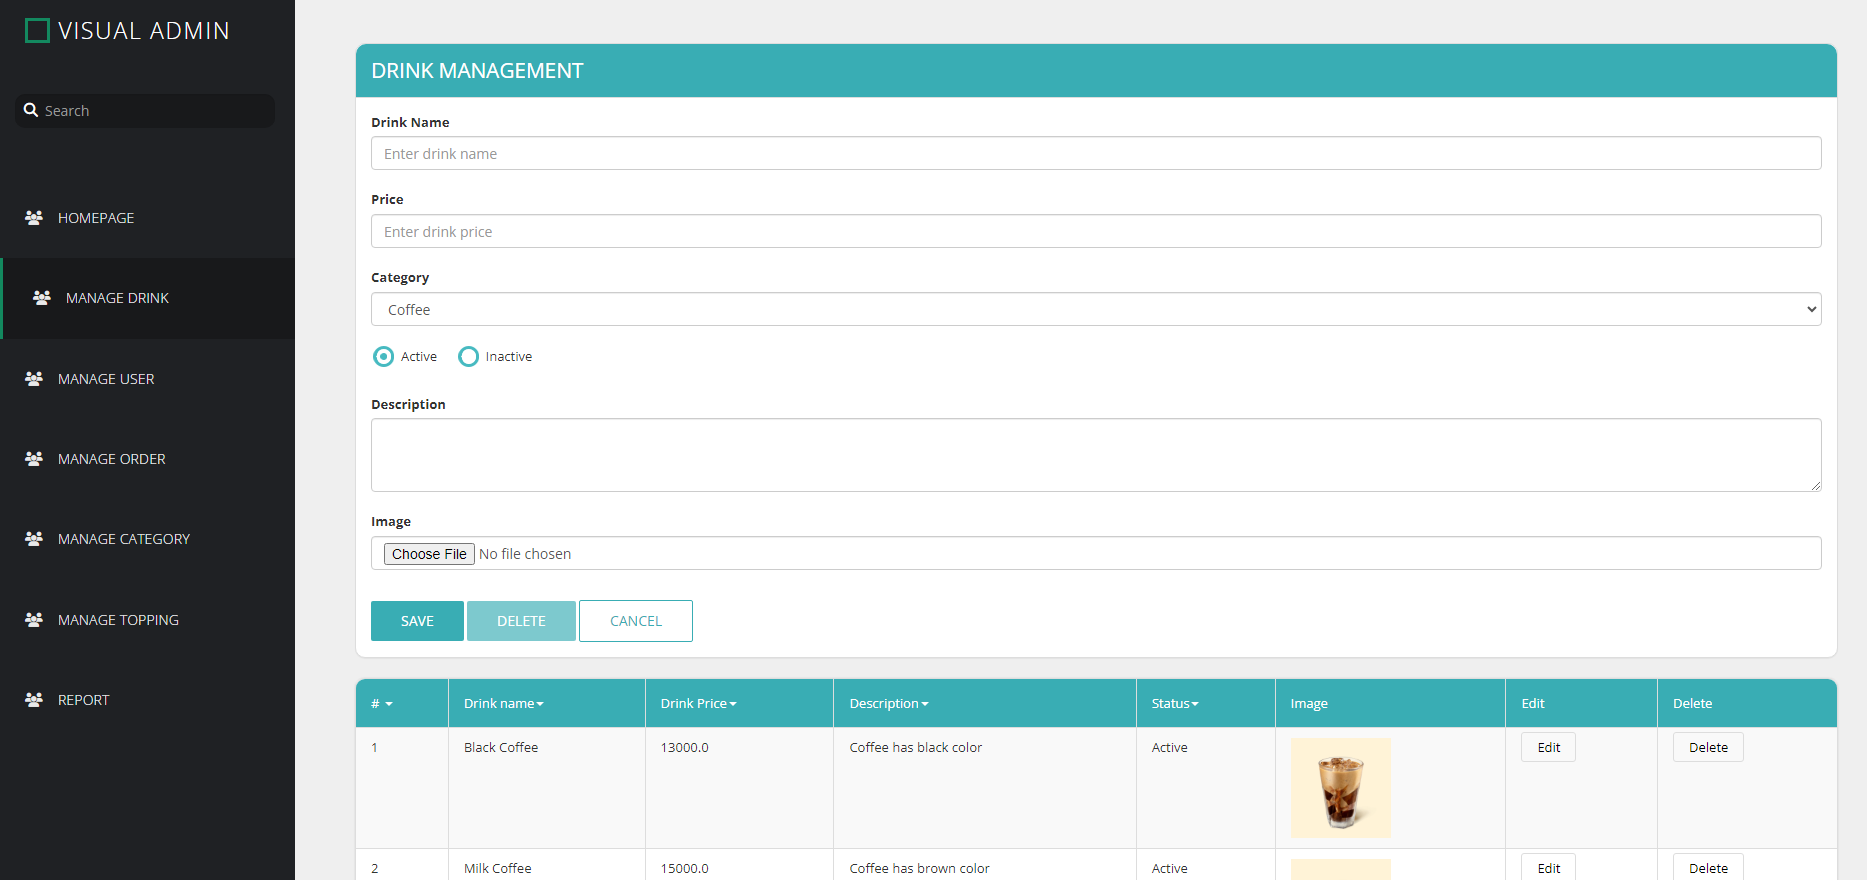 VISUAL ADMIN
Search
HOMEPAGE
MANAGE DRINK
MANAGE USER
MANAGE ORDER
MANAGE CATEGORY
MANAGE TOPPING
REPORT
DRINK MANAGEMENT
Drink Name
Enter drink name
Price
Enter drink price
Category
Coffee
Active Inactive
Description
Image
Choose File No file chosen
SAVE DELETE CANCEL
# Drink name Drink Price Description Status Image Edit Delete
1 Black Coffee 13000.0 Coffee has black color Active Edit Delete
2 Milk Coffee 15000.0 Coffee has brown color Active Edit Delete